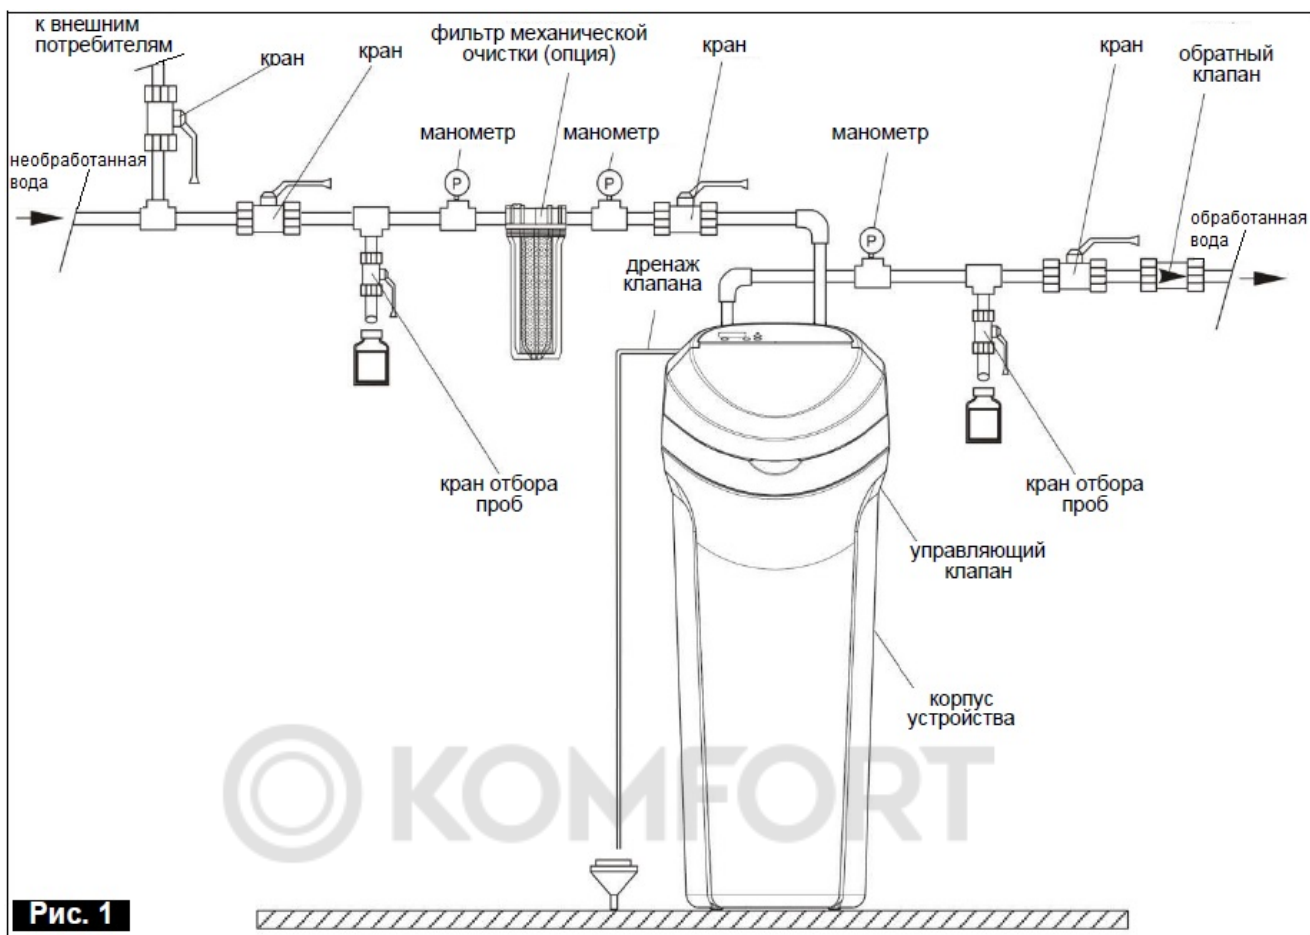 к внешним
потребителям
кран
кран
фильтр механической
очистки (опция)
кран
кран
обратный
клапан
манометр
манометр
манометр
необработанная
вода
P
P
P
обработанная
вода
дренаж
клапана
кран отбора
проб
кран отбора
проб
управляющий
клапан
корпус
устройства
KOMFORT
Рис. 1